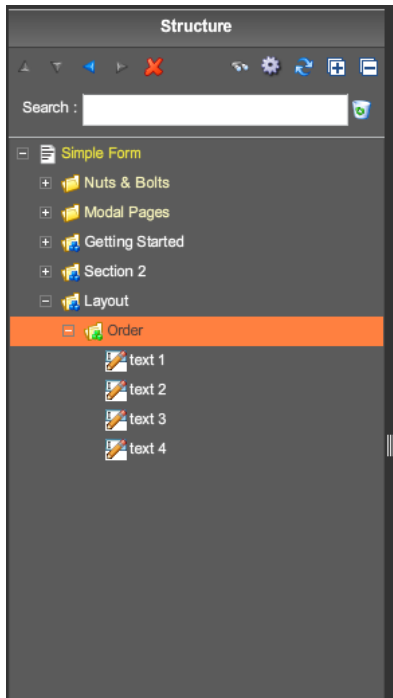 Structure
Search :
Simple Form
Nuts & Bolts
Modal Pages
Getting Started
Section 2
Layout
Order
text 1
text 2
text 3
text 4